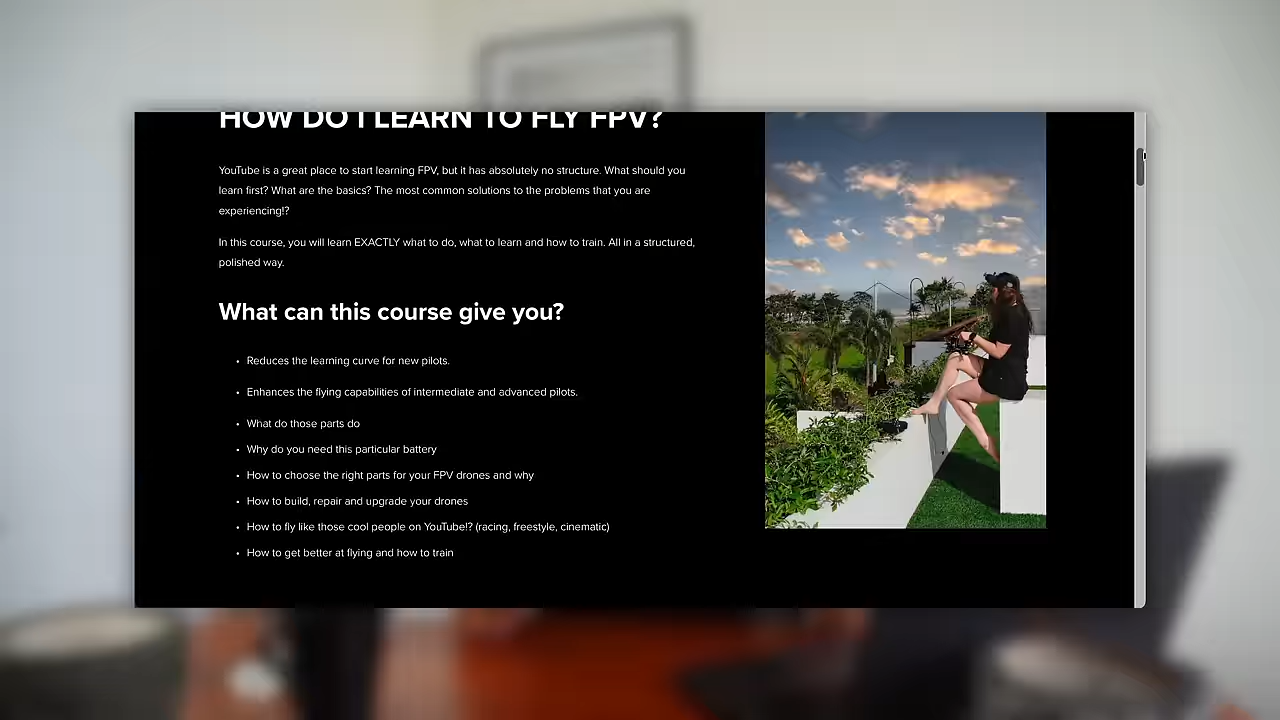 HOW DO I LEARN TO FLY FPV?
YouTube is a great place to start learning FPV, but it has absolutely no structure. What should you
learn first? What are the basics? The most common solutions to the problems that you are
experiencing!?
In this course, you will learn EXACTLY what to do, what to learn and how to train. All in a structured,
polished way.
What can this course give you?
• Reduces the learning curve for new pilots.
• Enhances the flying capabilities of intermediate and advanced pilots.
• What do those parts do
• Why do you need this particular battery
• How to choose the right parts for your FPV drones and why
• How to build, repair and upgrade your drones
• How to fly like those cool people on YouTube!? (racing, freestyle, cinematic)
• How to get better at flying and how to train